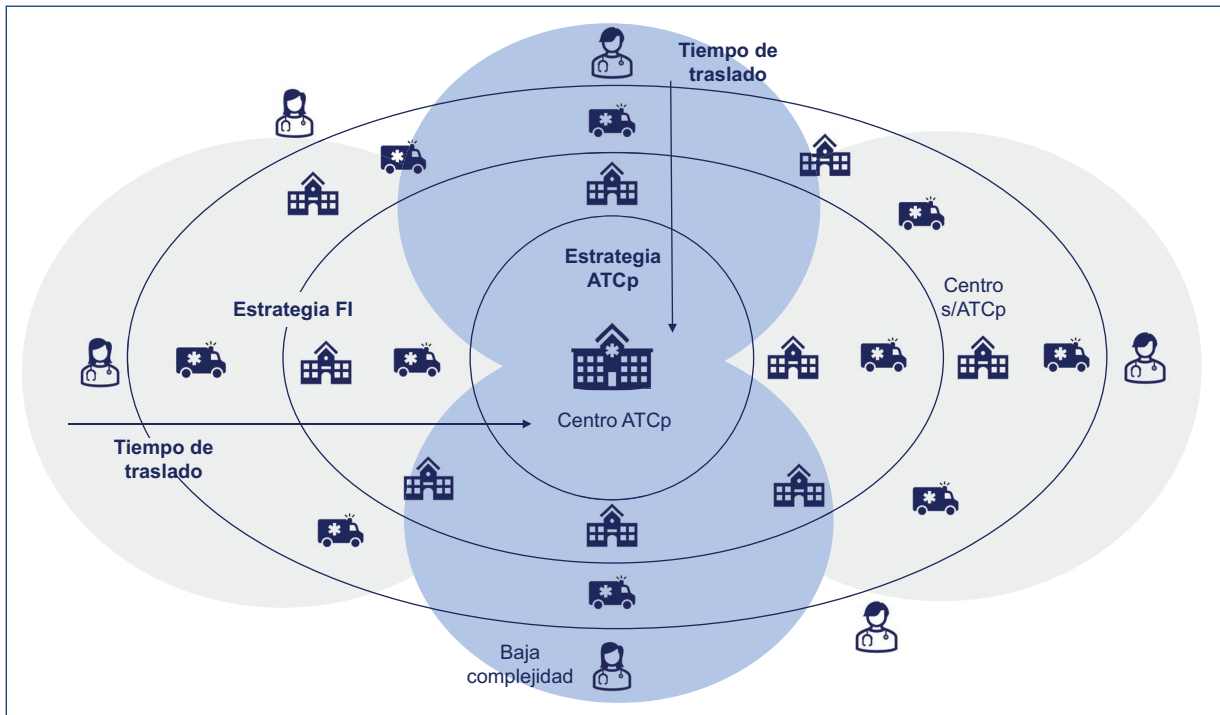 Tiempo de
traslado
Estrategia
ATCp
Estrategia FI
Centro
s/ATCp
Centro ATCp
Tiempo de
traslado
Baja
complejidad